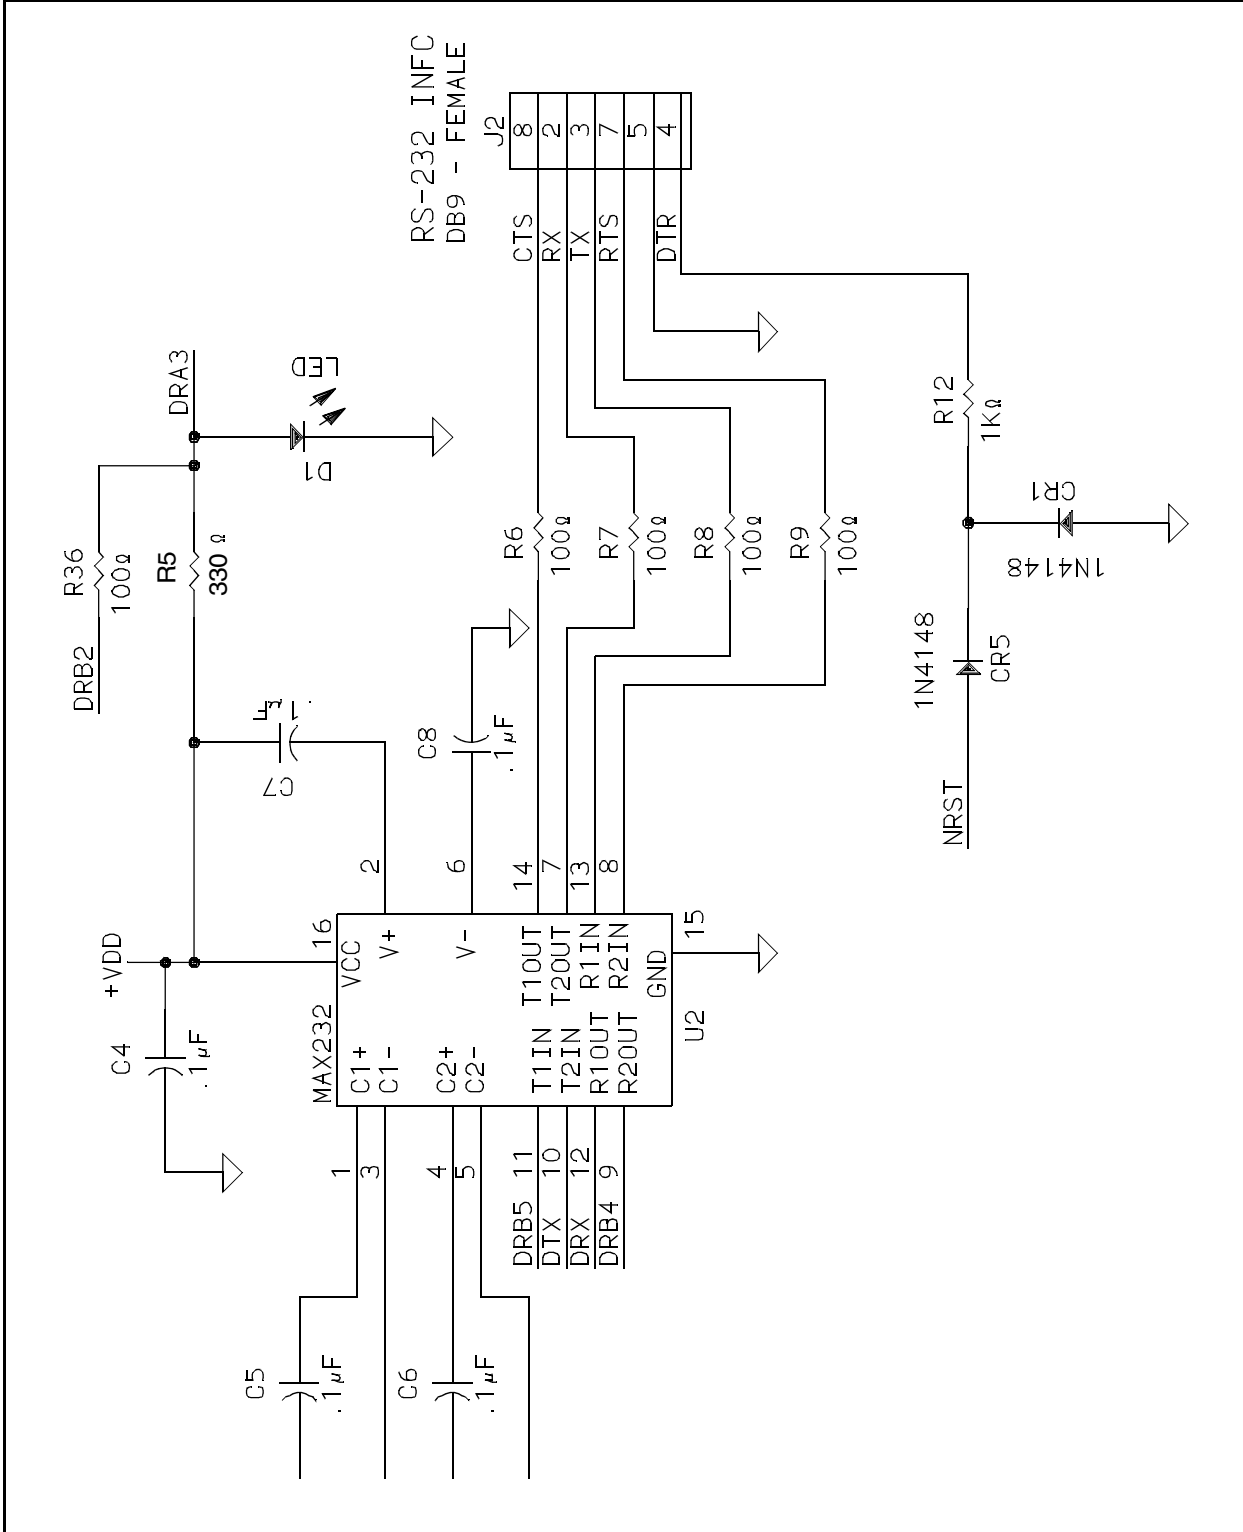 RS-232 INFC
DB9 - FEMALE
J2
8
2
3
7
5
4
CTS
RX
TX
RTS
DTR
DRA3
LED
D1
R36
100Ω
R5
330 Ω
DRB2
C7
.1µF
C8
.1µF
R6
100Ω
R7
100Ω
R8
100Ω
R9
100Ω
R12
1KΩ
CR1
1N4148
1N4148
CR5
NRST
+VDD
C4
.1µF
2
6
14
7
13
8
16
15
MAX232
VCC
V+
V-
T1OUT
T2OUT
R1IN
R2IN
GND
C1+
C1-
C2+
C2-
T1IN
T2IN
R1OUT
R2OUT
U2
1
3
4
5
DRB5 11
DTX 10
DRX 12
DRB4 9
C5
.1µF
C6
.1µF